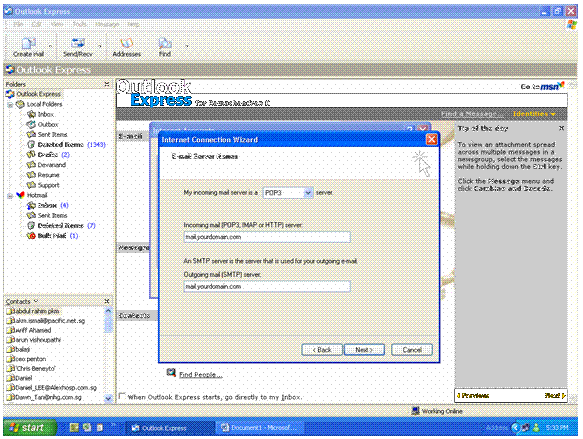 Outlook Express
File Edit View Tools Message Help
Create mail Send/Recv Addresses Find
Outlook Express
Folders
Outlook Express
Local Folders
Inbox
Outbox
Sent Items
Deleted Items (1349)
Drafts (2)
Devanand
Resume
Support
Hotmail
Inbox (4)
Sent Items
Deleted Items (7)
Bulk Mail (1)
Contacts
abdul rahm pkm
akm.ismail@pacific.net.sg
Ariff Ahamed
arun vishnupathi
balaji
ceo penton
'Chris Beneyto'
Daniel
Daniel_LEE@Alexhosp.com.sg
Dawn_Tan@nhg.com.sg
Outlook
Express
Go to msn
Find a Message... Identities
E-mail
Internet Accounts
Internet Connection Wizard
E-mail Server Names
My incoming mail server is a POP3 server.
Incoming mail (POP3, IMAP or HTTP) server:
mail.yourdomain.com
An SMTP server is the server that is used for your outgoing e-mail.
Outgoing mail (SMTP) server:
mail.yourdomain.com
< Back Next > Cancel
Contacts
Find People...
When Outlook Express starts, go directly to my Inbox.
Tip of the day
To view an attachment spread
across multiple messages in a
newsgroup, select the messages
while holding down the Ctrl key.
Click the Message menu and
click Combine and Decode.
Previous Next
Working Online
start Outlook Express Document1 - Microsof... 5:33 PM